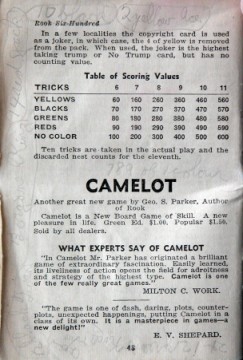 Rook Six-Hundred
In a few localities the copyright card is used
as a joker, in which case, the 4 of yellow is removed
from the pack. When used, the joker is the highest
taking trump or No Trump card, but has no
counting value.
Table of Scoring Values
TRICKS 6 7 8 9 10 11
YELLOWS 60 160 260 360 460 560
BLACKS 70 170 270 370 470 570
GREENS 80 180 280 380 480 580
REDS 90 190 290 390 490 590
NO COLOR 100 200 300 400 500 600
Ten tricks are taken in the actual play and the
discarded nest counts for the eleventh.
CAMELOT
Another great new game by Geo. S. Parker, Author
of Rook
Camelot is a New Board Game of Skill. A new
pleasure in life. Green Ed. $1.00, Popular $1.50.
Sold by all dealers.
WHAT EXPERTS SAY OF CAMELOT
"In Camelot Mr. Parker has originated a brilliant
game of extraordinary fascination. Easily learned,
its liveliness of action opens the field for adroitness
and strategy of the highest type. Camelot is one
of the few really great games."
MILTON C. WORK.
"The game is one of dash, daring, plots, counter-
plots, unexpected happenings, putting Camelot in a
class of its own. It is a masterpiece in games—a
new delight!"
E. V. SHEPARD.